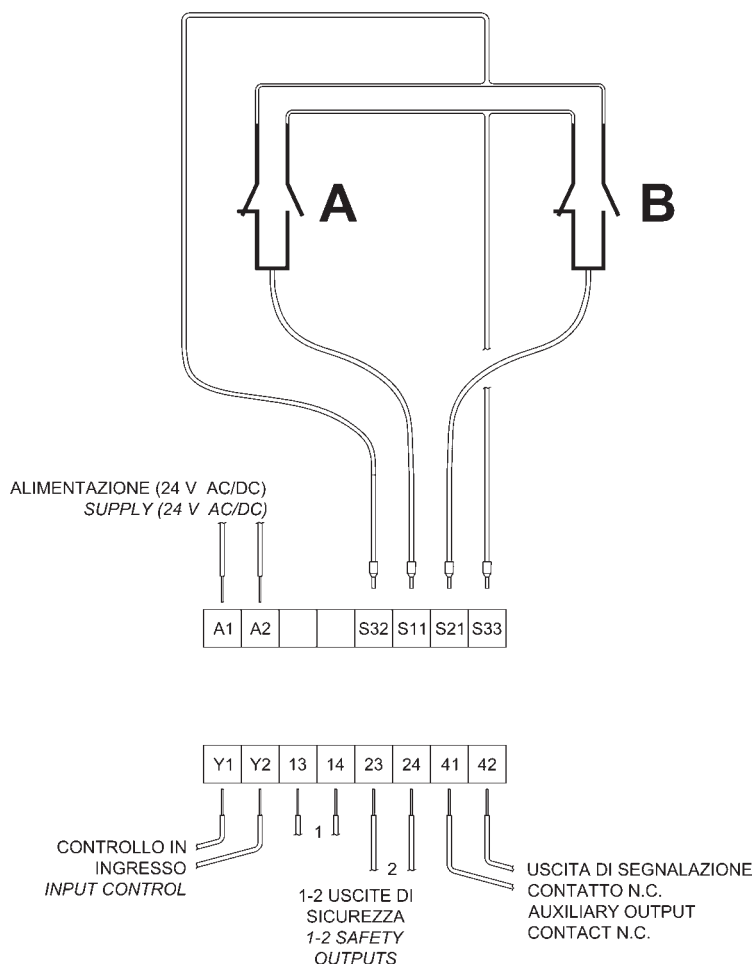 A
B
ALIMENTAZIONE (24 V AC/DC)
SUPPLY (24 V AC/DC)
A1 A2 S32 S11 S21 S33
Y1 Y2 13 14 23 24 41 42
1
2
CONTROLLO IN
INGRESSO
INPUT CONTROL
1-2 USCITE DI
SICUREZZA
1-2 SAFETY
OUTPUTS
USCITA DI SEGNALAZIONE
CONTATTO N.C.
AUXILIARY OUTPUT
CONTACT N.C.